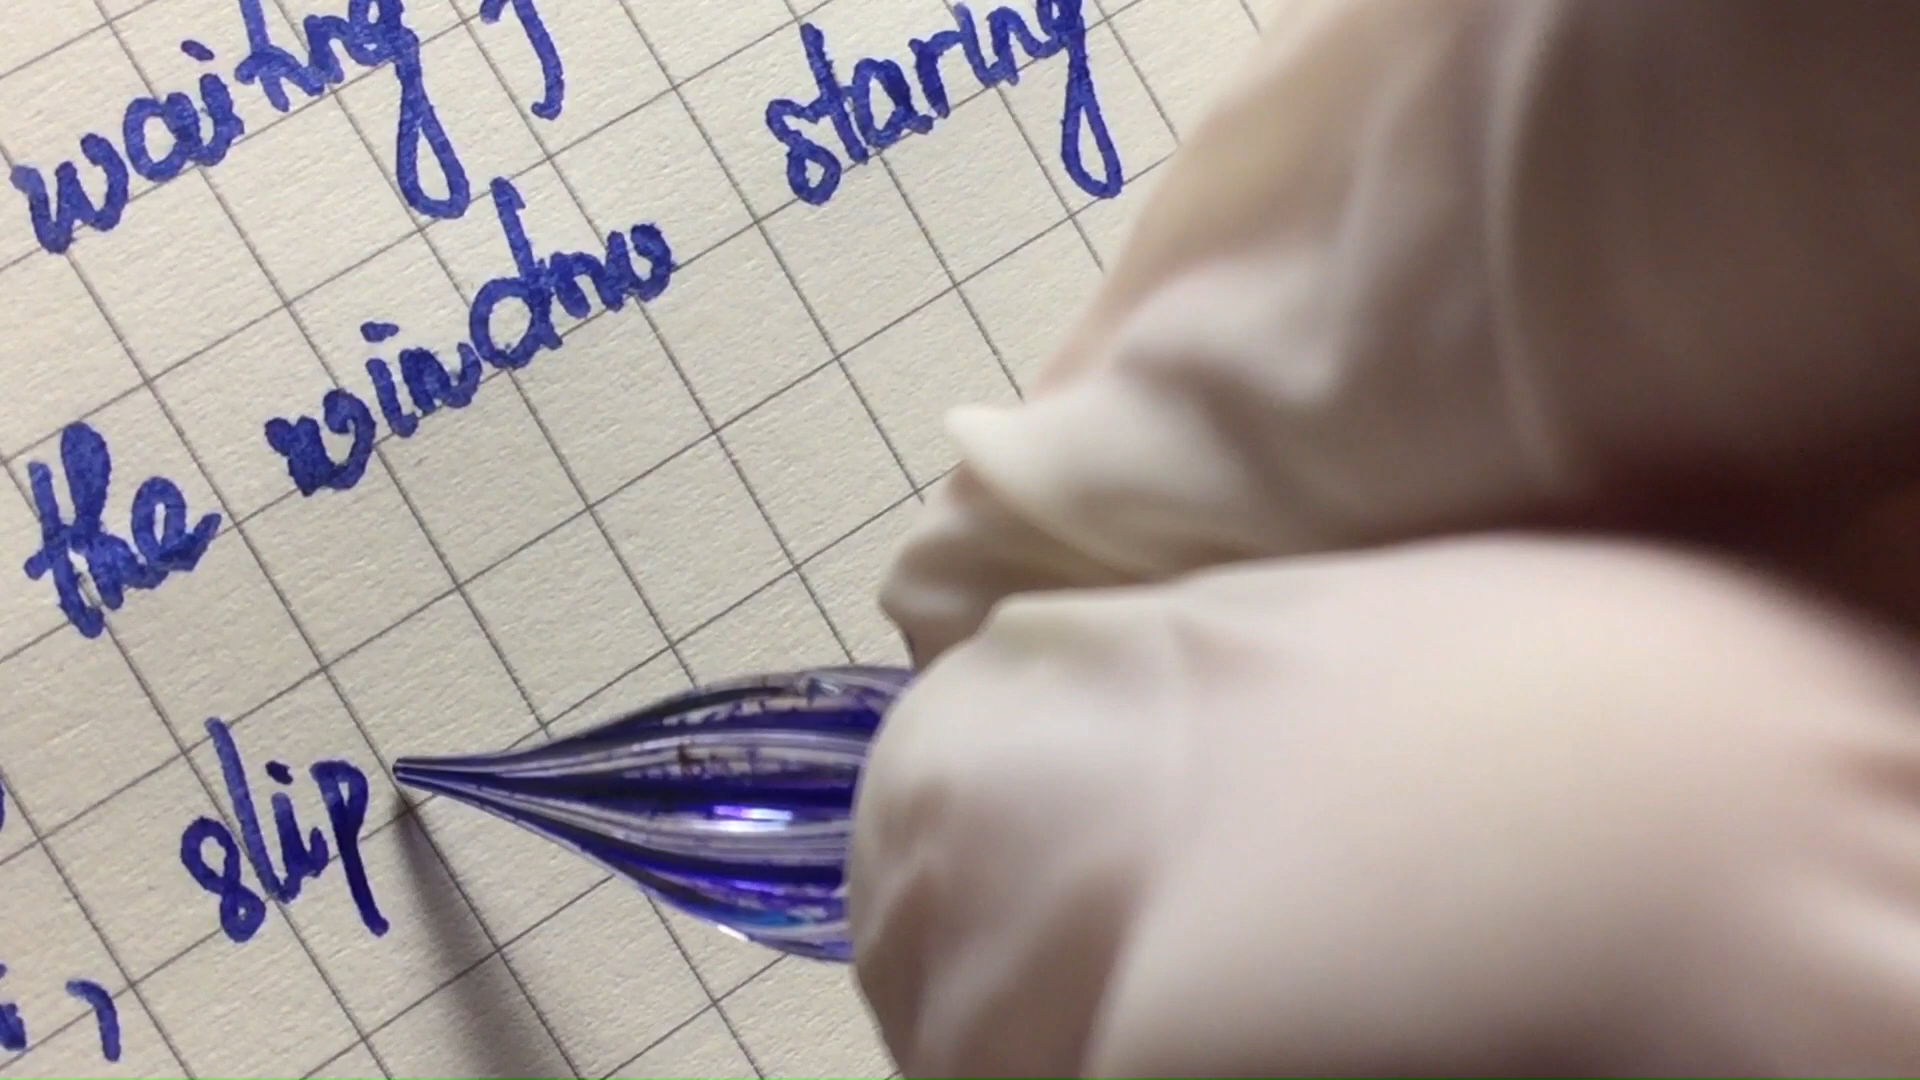 waiting
the window staring
slip